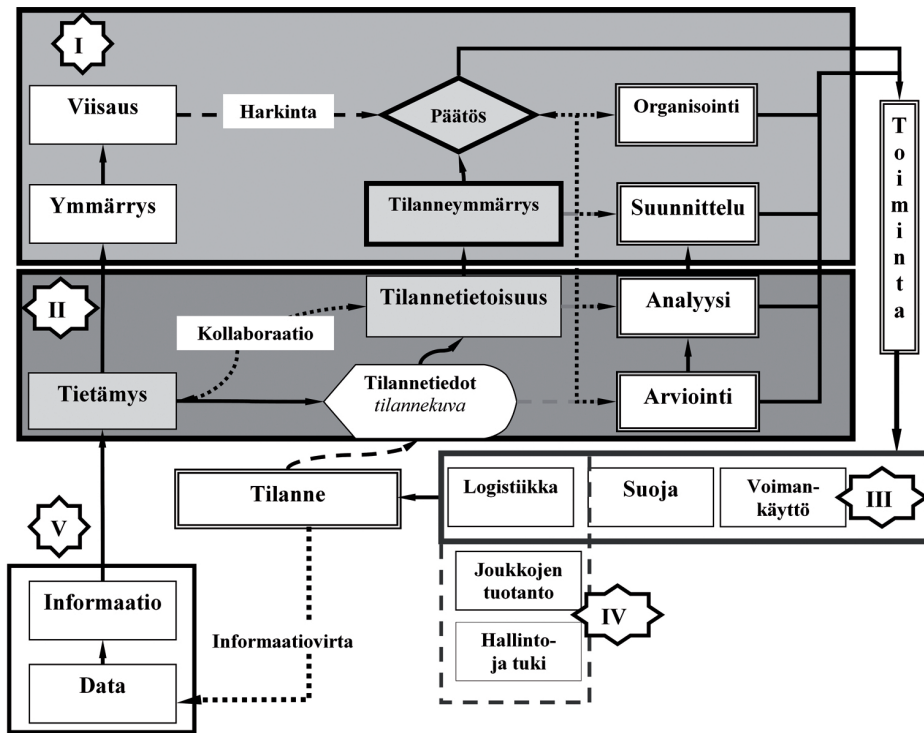 I
Viisaus
Harkinta
Päätös
Organisointi
Ymmärrys
Tilanneymmärrys
Suunnittelu
T
o
i
m
i
n
t
a
II
Tilannetietoisuus
Analyysi
Kollaboraatio
Tietämys
Tilannetiedot
tilannekuva
Arviointi
Tilanne
Logistiikka
Suoja
Voiman-
käyttö
III
V
Informaatio
Joukkojen
tuotanto
IV
Informaatiovirta
Hallinto-
ja tuki
Data